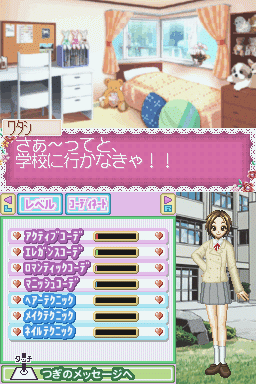 ワタシ
さあ～ってと、
学校に行かなきゃ！！
L レベル コーディネート R
アクティブコーデ
エレガンスコーデ
ロマンティックコーデ
マニッシュコーデ
ヘアーテクニック
メイクテクニック
ネイルテクニック
タッチ
つぎのメッセージへ